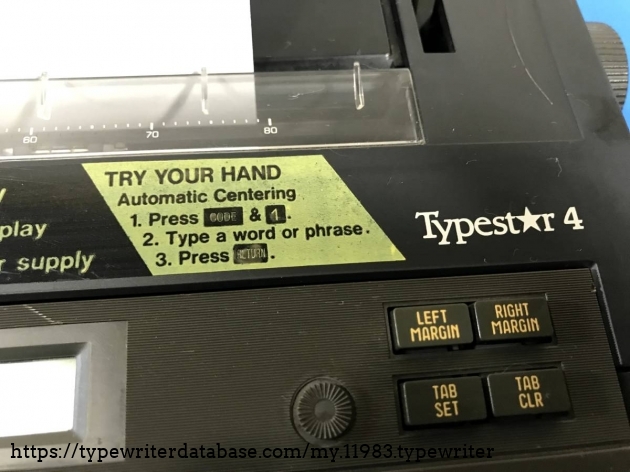 60 70 80
TRY YOUR HAND
Automatic Centering
1. Press CODE & 1.
2. Type a word or phrase.
3. Press RETURN.
play
supply
Typestar 4
LEFT MARGIN
RIGHT MARGIN
TAB SET
TAB CLR
https://typewriterdatabase.com/my.11983.typewriter